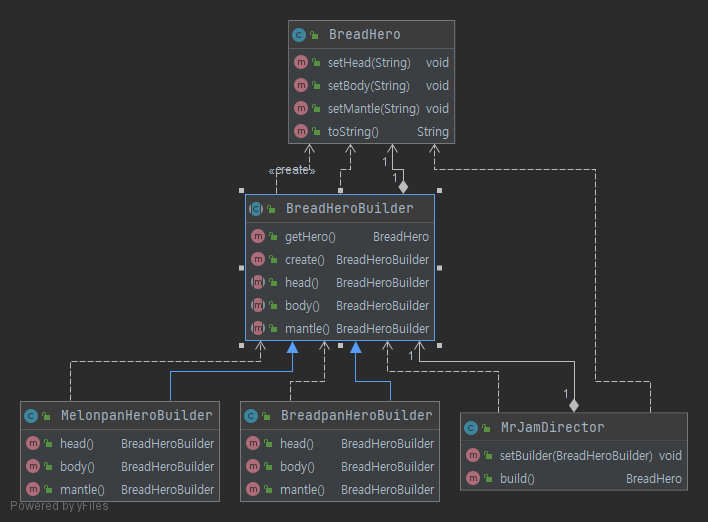 BreadHero
setHead(String) void
setBody(String) void
setMantle(String) void
toString() String
«create»
1
1
BreadHeroBuilder
getHero() BreadHero
create() BreadHeroBuilder
head() BreadHeroBuilder
body() BreadHeroBuilder
mantle() BreadHeroBuilder
1
1
MelonpanHeroBuilder
head() BreadHeroBuilder
body() BreadHeroBuilder
mantle() BreadHeroBuilder
BreadpanHeroBuilder
head() BreadHeroBuilder
body() BreadHeroBuilder
mantle() BreadHeroBuilder
MrJamDirector
setBuilder(BreadHeroBuilder) void
build() BreadHero
Powered by yFiles